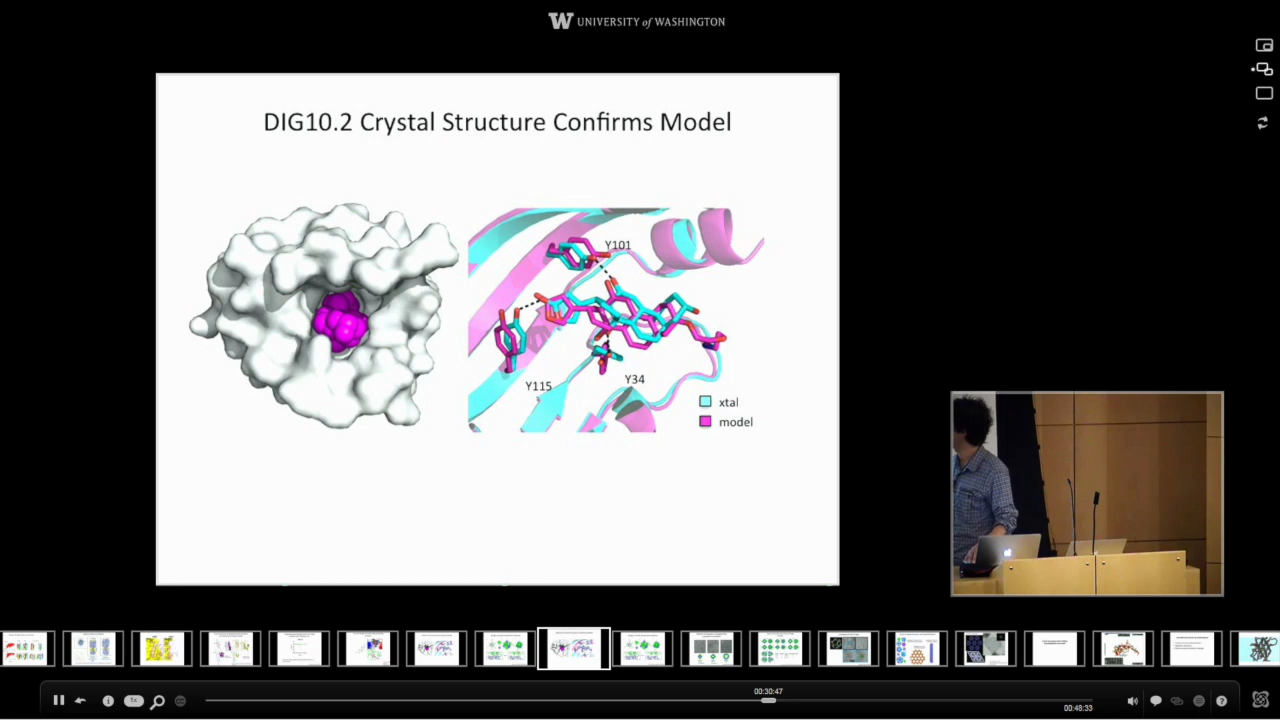 W UNIVERSITY of WASHINGTON
DIG10.2 Crystal Structure Confirms Model
Y101
Y115
Y34
xtal
model
1x
00:30:47
00:48:33